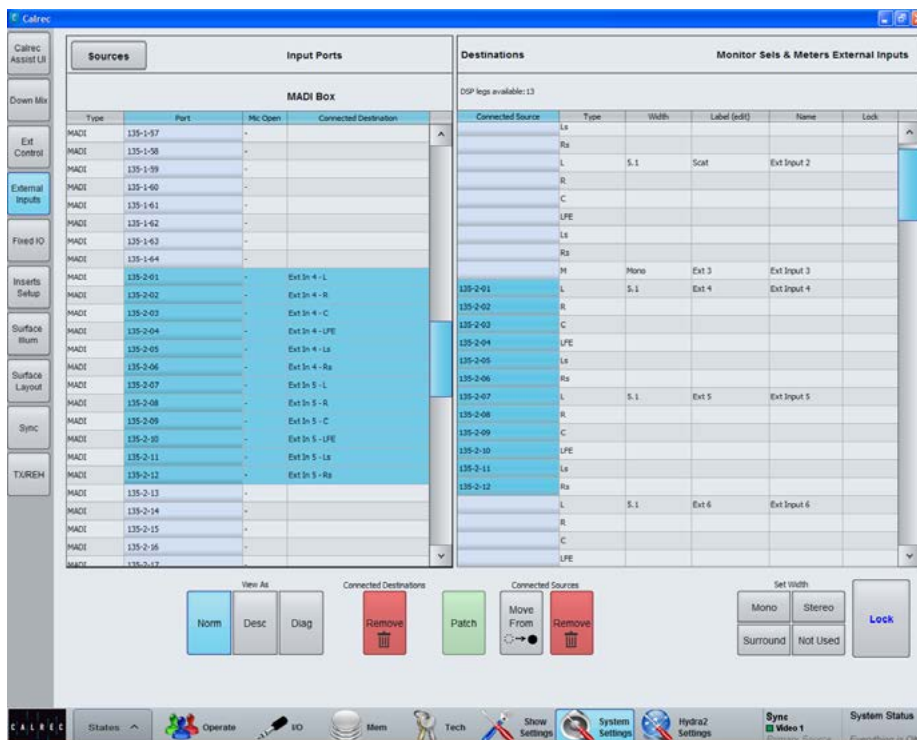 Calrec
Calrec Assist UI
Down Mix
Ext Control
External Inputs
Fixed IO
Inserts Setup
Surface Illum
Surface Layout
Sync
TX/REH
Sources Input Ports
MADI Box
Type Port Mic Open Connected Destination
MADI 135-1-57 -
MADI 135-1-58 -
MADI 135-1-59 -
MADI 135-1-60 -
MADI 135-1-61 -
MADI 135-1-62 -
MADI 135-1-63 -
MADI 135-1-64 -
MADI 135-2-01 - Ext In 4 - L
MADI 135-2-02 - Ext In 4 - R
MADI 135-2-03 - Ext In 4 - C
MADI 135-2-04 - Ext In 4 - LFE
MADI 135-2-05 - Ext In 4 - Ls
MADI 135-2-06 - Ext In 4 - Rs
MADI 135-2-07 - Ext In 5 - L
MADI 135-2-08 - Ext In 5 - R
MADI 135-2-09 - Ext In 5 - C
MADI 135-2-10 - Ext In 5 - LFE
MADI 135-2-11 - Ext In 5 - Ls
MADI 135-2-12 - Ext In 5 - Rs
MADI 135-2-13 -
MADI 135-2-14 -
MADI 135-2-15 -
MADI 135-2-16 -
MADI 135-2-17
Destinations Monitor Sels & Meters External Inputs
DSP legs available: 13
Connected Source Type Width Label (edit) Name Lock
Ls
Rs
L 5.1 Scat Ext Input 2
R
C
LFE
Ls
Rs
M Mono Ext 3 Ext Input 3
135-2-01 L 5.1 Ext 4 Ext Input 4
135-2-02 R
135-2-03 C
135-2-04 LFE
135-2-05 Ls
135-2-06 Rs
135-2-07 L 5.1 Ext 5 Ext Input 5
135-2-08 R
135-2-09 C
135-2-10 LFE
135-2-11 Ls
135-2-12 Rs
L 5.1 Ext 6 Ext Input 6
R
C
LFE
View As Connected Destinations Connected Sources Set Width
Norm Desc Diag Remove Patch Move From Remove Mono Stereo Lock
Surround Not Used
CALREC States Operate I/O Mem Tech Show Settings System Settings Hydra2 Settings Sync System Status
Video 1